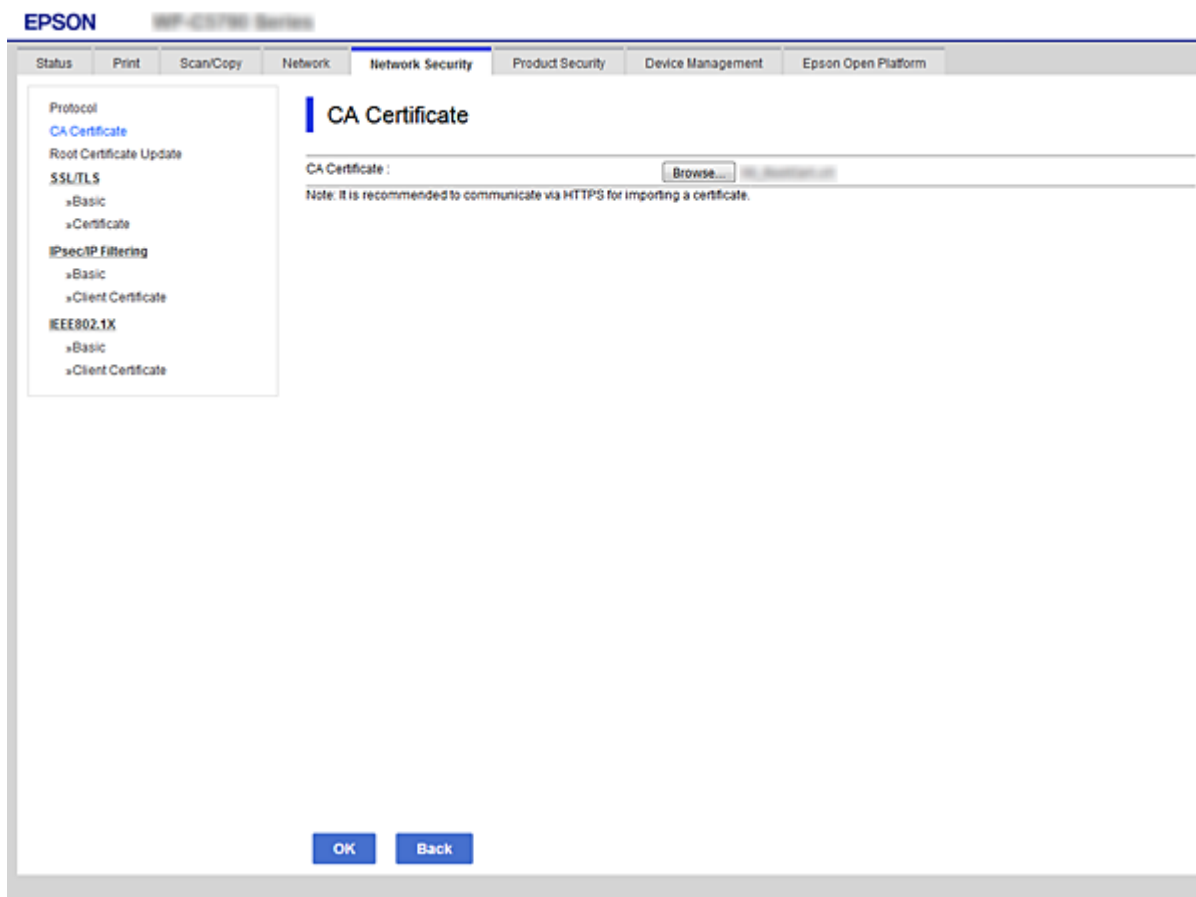 EPSON
Status Print Scan/Copy Network Network Security Product Security Device Management Epson Open Platform
Protocol
CA Certificate
Root Certificate Update
SSL/TLS
»Basic
»Certificate
IPsec/IP Filtering
»Basic
»Client Certificate
IEEE802.1X
»Basic
»Client Certificate
CA Certificate
CA Certificate :
Browse...
Note: It is recommended to communicate via HTTPS for importing a certificate.
OK Back